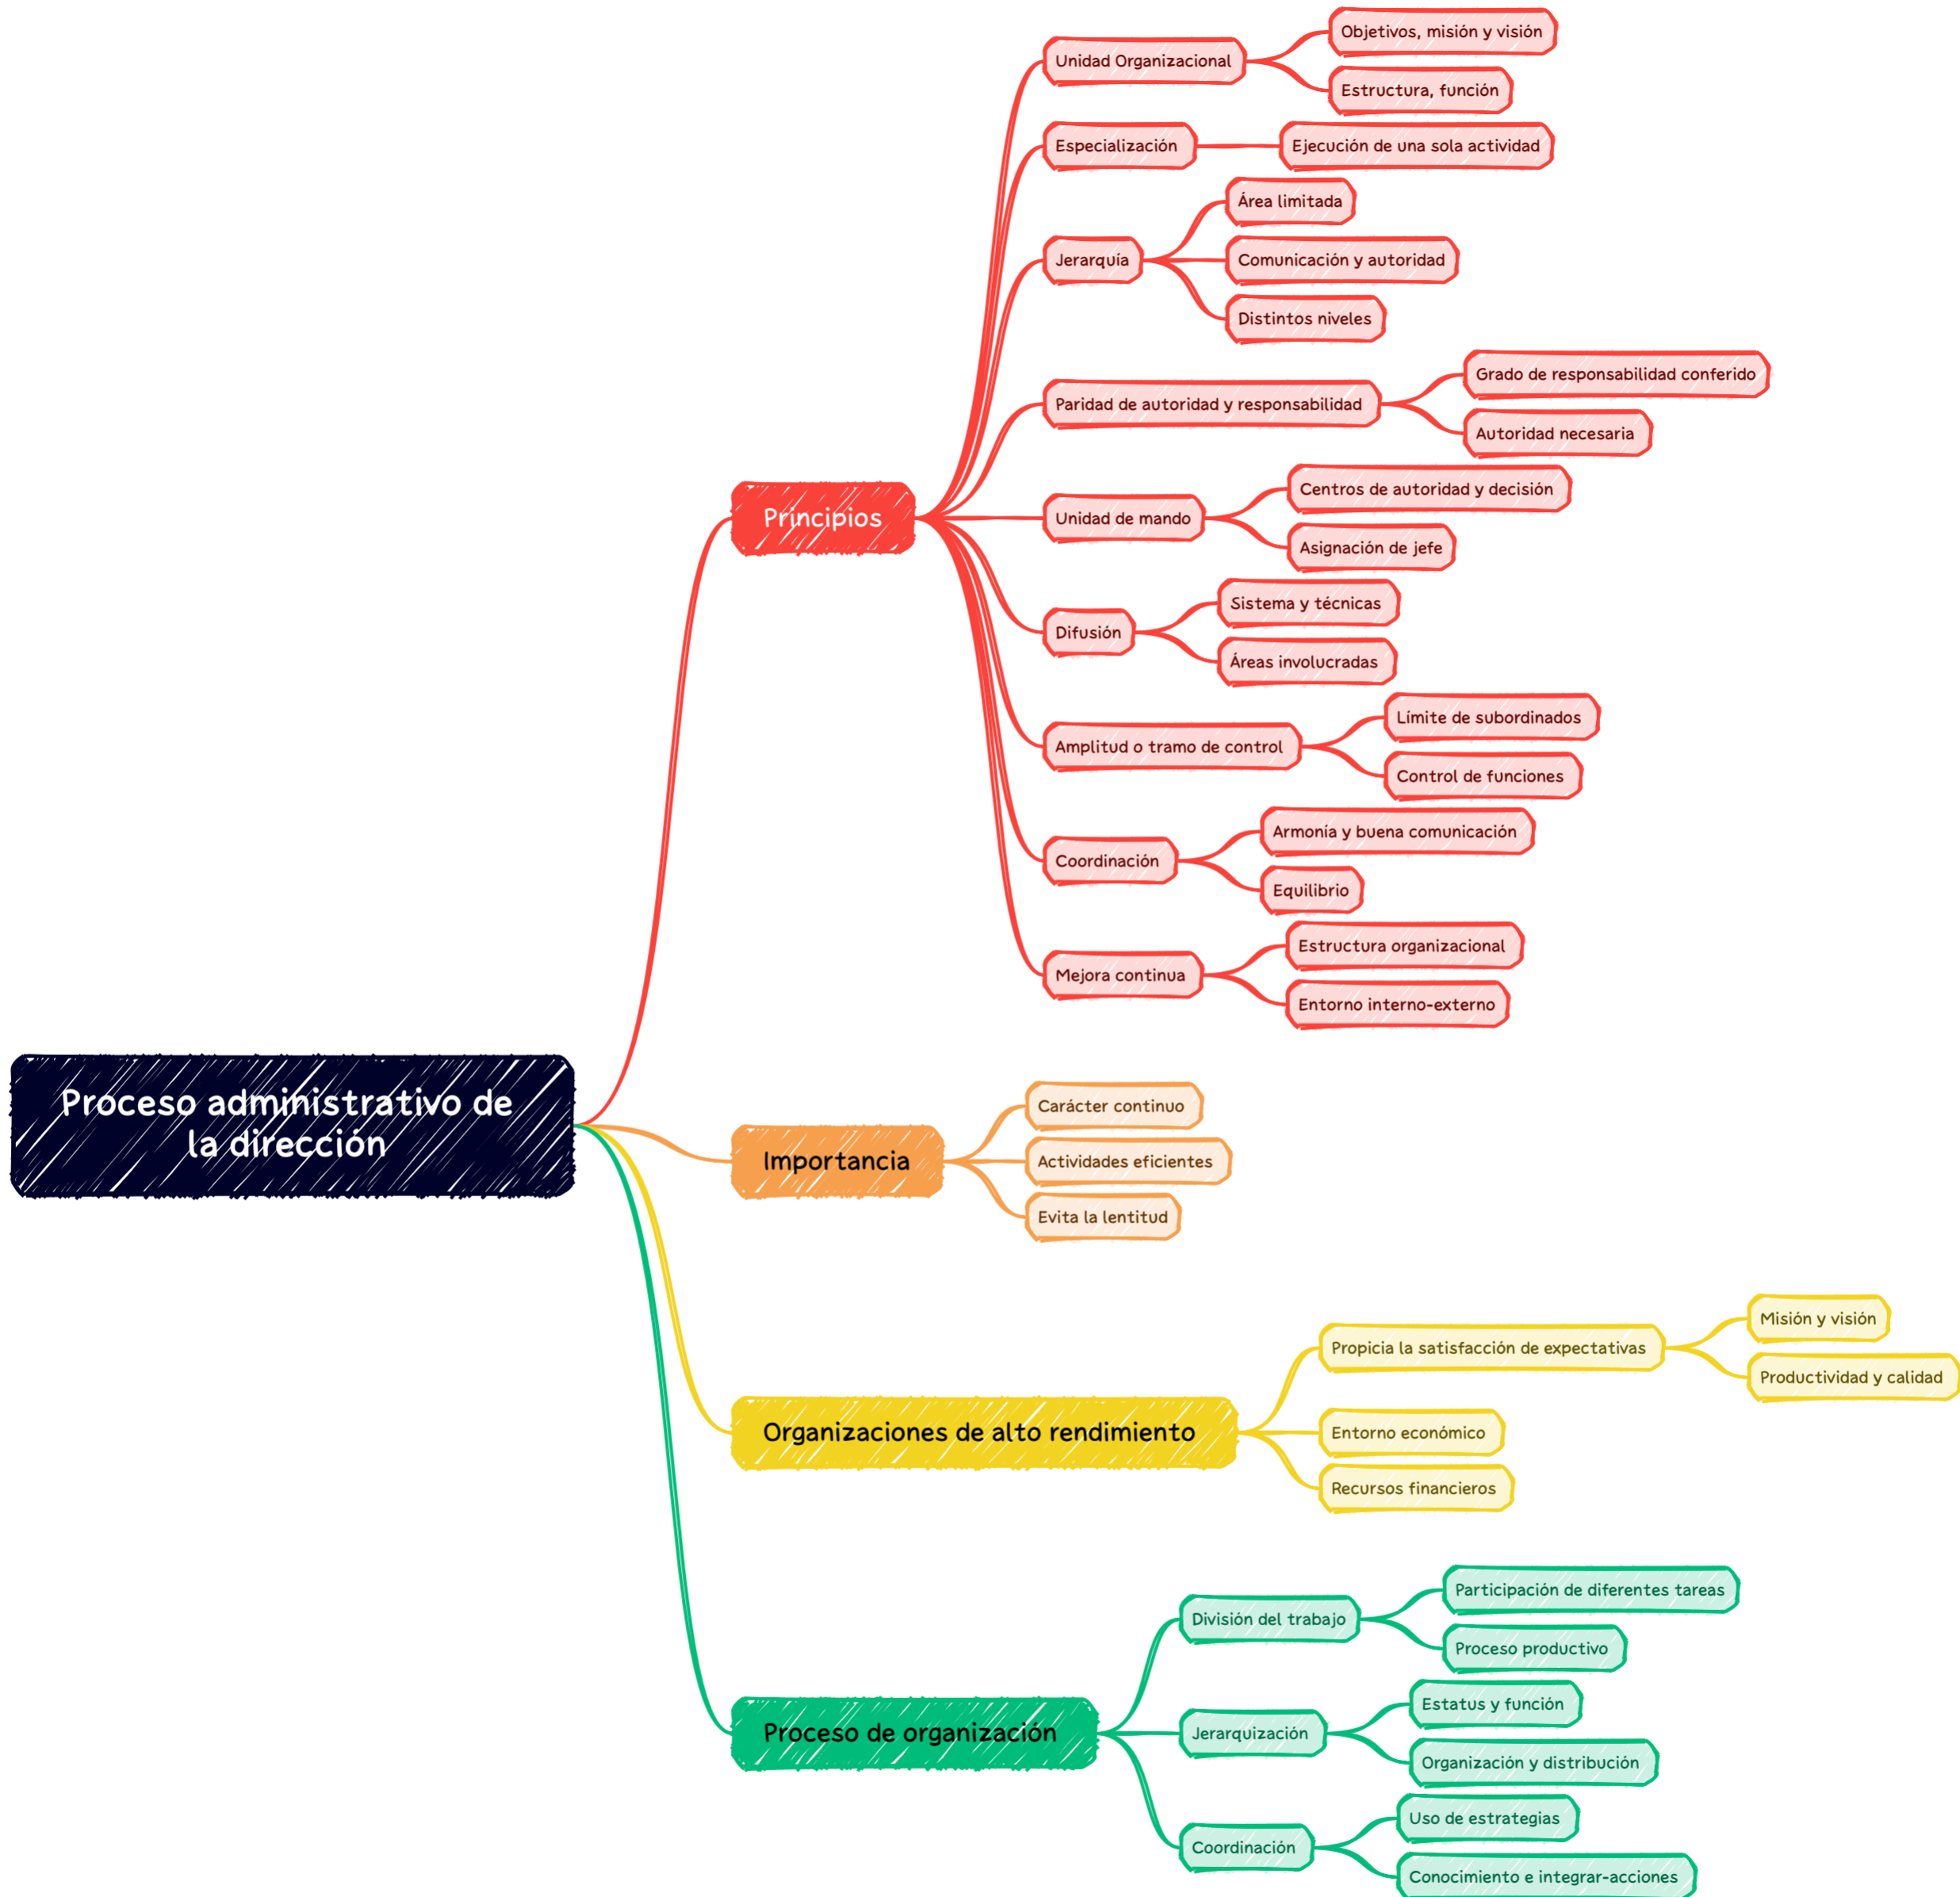 Proceso administrativo de
la dirección
Principios
Unidad Organizacional
Objetivos, misión y visión
Estructura, función
Especialización
Ejecución de una sola actividad
Jerarquía
Área limitada
Comunicación y autoridad
Distintos niveles
Paridad de autoridad y responsabilidad
Grado de responsabilidad conferido
Autoridad necesaria
Unidad de mando
Centros de autoridad y decisión
Asignación de jefe
Difusión
Sistema y técnicas
Áreas involucradas
Amplitud o tramo de control
Límite de subordinados
Control de funciones
Coordinación
Armonía y buena comunicación
Equilibrio
Mejora continua
Estructura organizacional
Entorno interno-externo
Importancia
Carácter continuo
Actividades eficientes
Evita la lentitud
Organizaciones de alto rendimiento
Propicia la satisfacción de expectativas
Misión y visión
Productividad y calidad
Entorno económico
Recursos financieros
Proceso de organización
División del trabajo
Participación de diferentes tareas
Proceso productivo
Jerarquización
Estatus y función
Organización y distribución
Coordinación
Uso de estrategias
Conocimiento e integrar-acciones